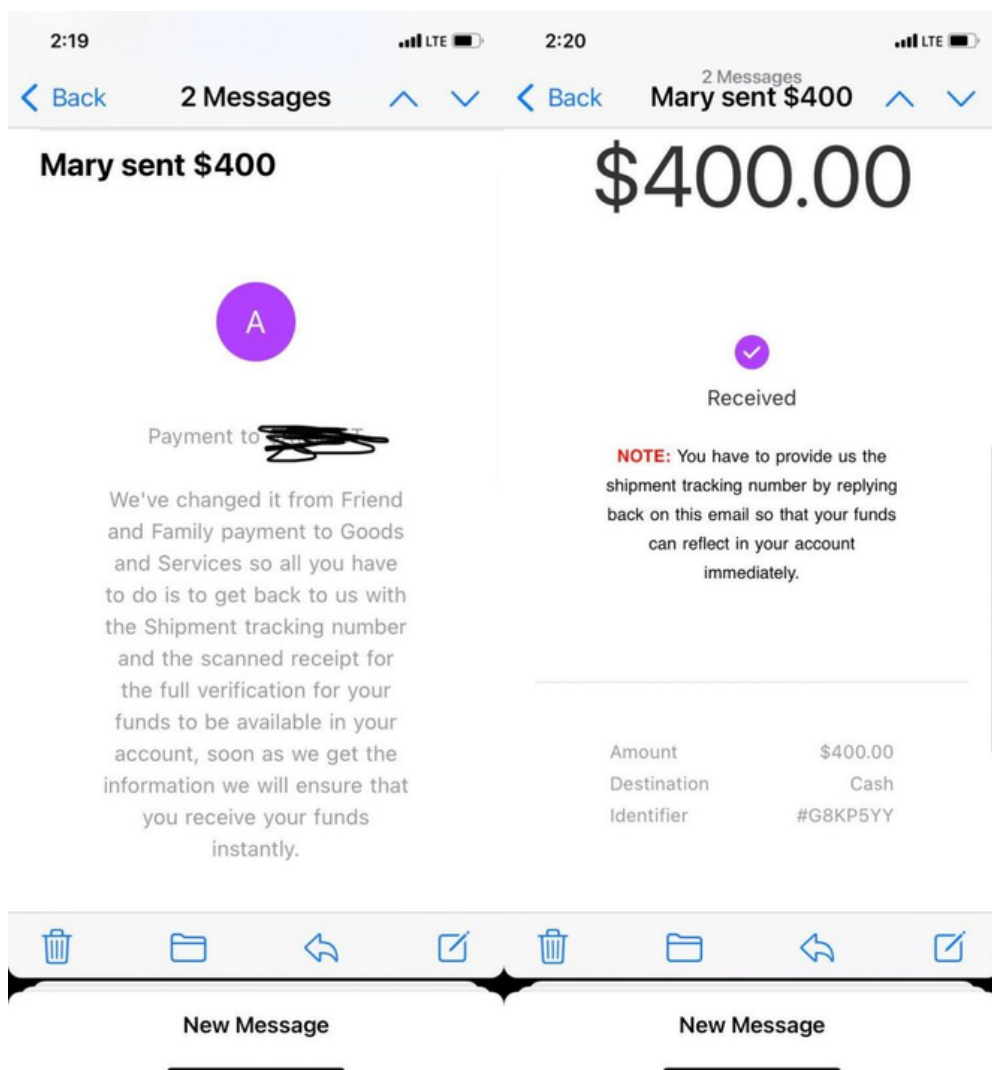 2:19
LTE
Back
2 Messages
Mary sent $400
A
Payment to
We've changed it from Friend
and Family payment to Goods
and Services so all you have
to do is to get back to us with
the Shipment tracking number
and the scanned receipt for
the full verification for your
funds to be available in your
account, soon as we get the
information we will ensure that
you receive your funds
instantly.
New Message
2:20
LTE
2 Messages
Back
Mary sent $400
$400.00
Received
NOTE: You have to provide us the
shipment tracking number by replying
back on this email so that your funds
can reflect in your account
immediately.
Amount $400.00
Destination Cash
Identifier #G8KP5YY
New Message